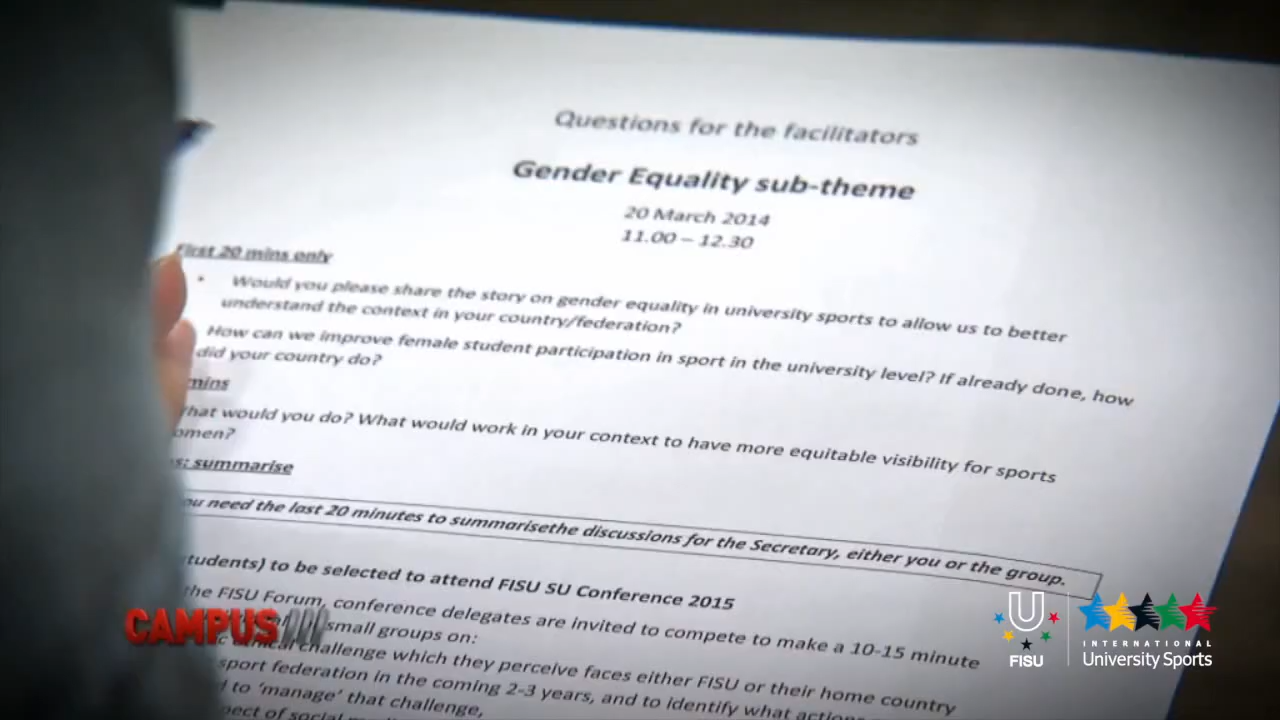 Questions for the facilitators
Gender Equality sub-theme
20 March 2014
11.00 – 12.30
First 20 mins only
• Would you please share the story on gender equality in university sports to allow us to better
understand the context in your country/federation?
How can we improve female student participation in sport in the university level? If already done, how
did your country do?
mins
What would you do? What would work in your context to have more equitable visibility for sports
women?
summarise
you need the last 20 minutes to summarisethe discussions for the Secretary, either you or the group.
students) to be selected to attend FISU SU Conference 2015
the FISU Forum, conference delegates are invited to compete to make a 10-15 minute
small groups on:
challenge which they perceive faces either FISU or their home country
sport federation in the coming 2-3 years, and to identify what
to 'manage' that challenge,
of social
CAMPUS
U
FISU
INTERNATIONAL
University Sports